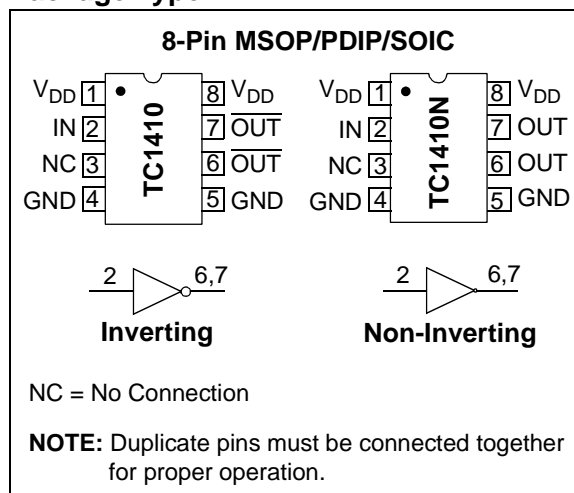 8-Pin MSOP/PDIP/SOIC
VDD 1 8 VDD
IN 2 7 OUT
NC 3 6 OUT
GND 4 5 GND
TC1410
VDD 1 8 VDD
IN 2 7 OUT
NC 3 6 OUT
GND 4 5 GND
TC1410N
2 6,7
Inverting
2 6,7
Non-Inverting
NC = No Connection
NOTE: Duplicate pins must be connected together
for proper operation.